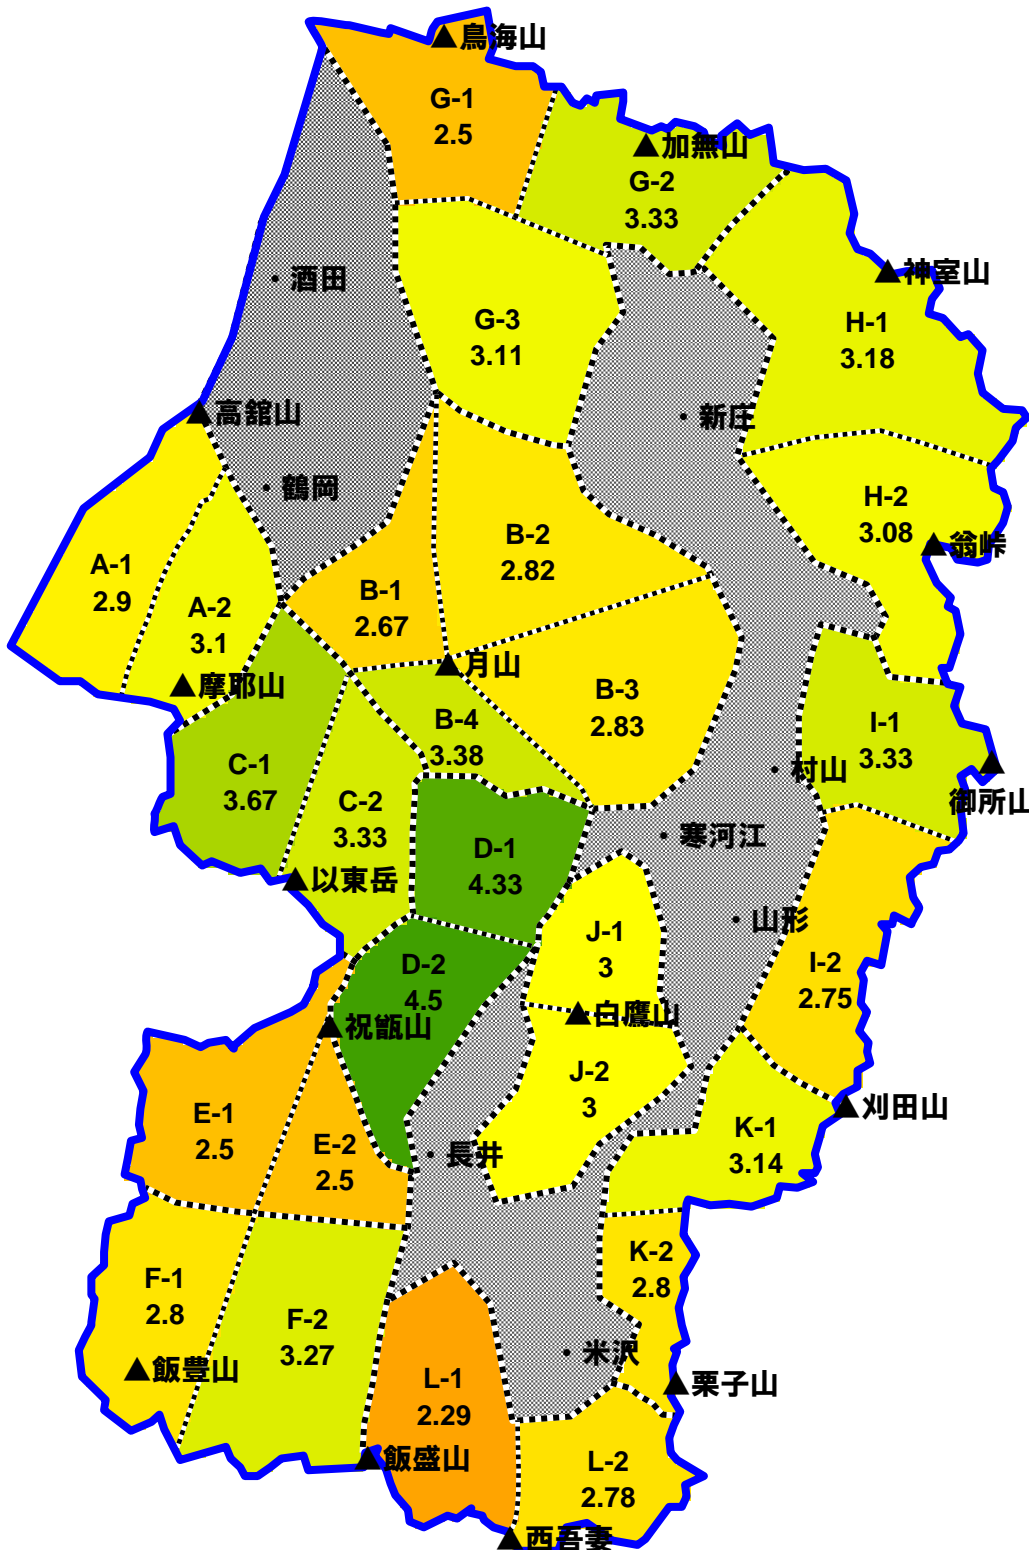 ▲鳥海山
G-1
2.5
▲加無山
G-2
3.33
・酒田
▲神室山
G-3
3.11
H-1
3.18
▲高舘山
・新庄
・鶴岡
H-2
3.08
▲翁峠
B-2
2.82
A-1
2.9
B-1
2.67
A-2
3.1
▲月山
▲摩耶山
B-3
2.83
B-4
3.38
I-1
3.33
C-1
3.67
▲
御所山
・村山
C-2
3.33
・寒河江
D-1
4.33
▲以東岳
・山形
J-1
3
I-2
2.75
D-2
4.5
▲白鷹山
▲祝瓶山
J-2
3
▲刈田山
E-1
2.5
K-1
3.14
E-2
2.5
・長井
K-2
2.8
F-1
2.8
F-2
3.27
・米沢
▲飯豊山
▲栗子山
L-1
2.29
▲飯盛山
L-2
2.78
▲西吾妻